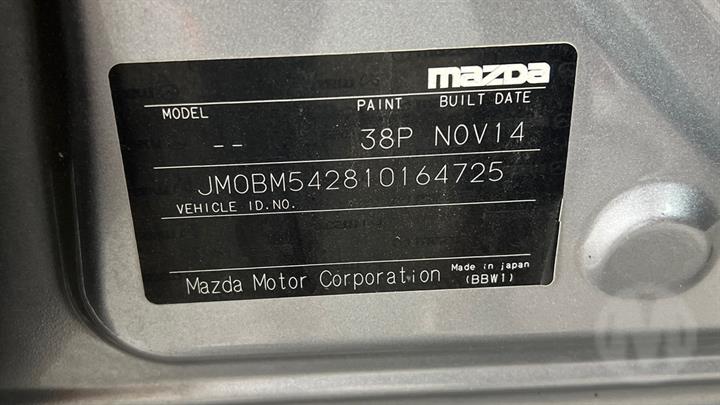 mazda
MODEL PAINT BUILT DATE
-- 38P NOV14
JM0BM542810164725
VEHICLE ID.NO.
Mazda Motor Corporation Made in japan
(BBW1)